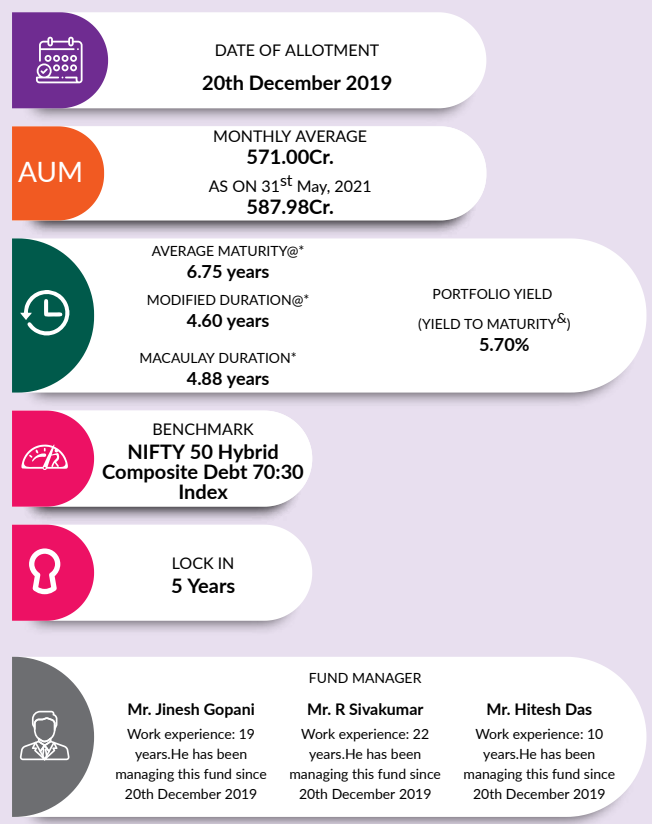 DATE OF ALLOTMENT
20th December 2019
AUM
MONTHLY AVERAGE
571.00Cr.
AS ON 31st May, 2021
587.98Cr.
AVERAGE MATURITY@*
6.75 years
MODIFIED DURATION@*
4.60 years
MACAULAY DURATION*
4.88 years
PORTFOLIO YIELD
(YIELD TO MATURITY&)
5.70%
BENCHMARK
NIFTY 50 Hybrid
Composite Debt 70:30
Index
LOCK IN
5 Years
FUND MANAGER
Mr. Jinesh Gopani
Work experience: 19
years.He has been
managing this fund since
20th December 2019
Mr. R Sivakumar
Work experience: 22
years.He has been
managing this fund since
20th December 2019
Mr. Hitesh Das
Work experience: 10
years.He has been
managing this fund since
20th December 2019